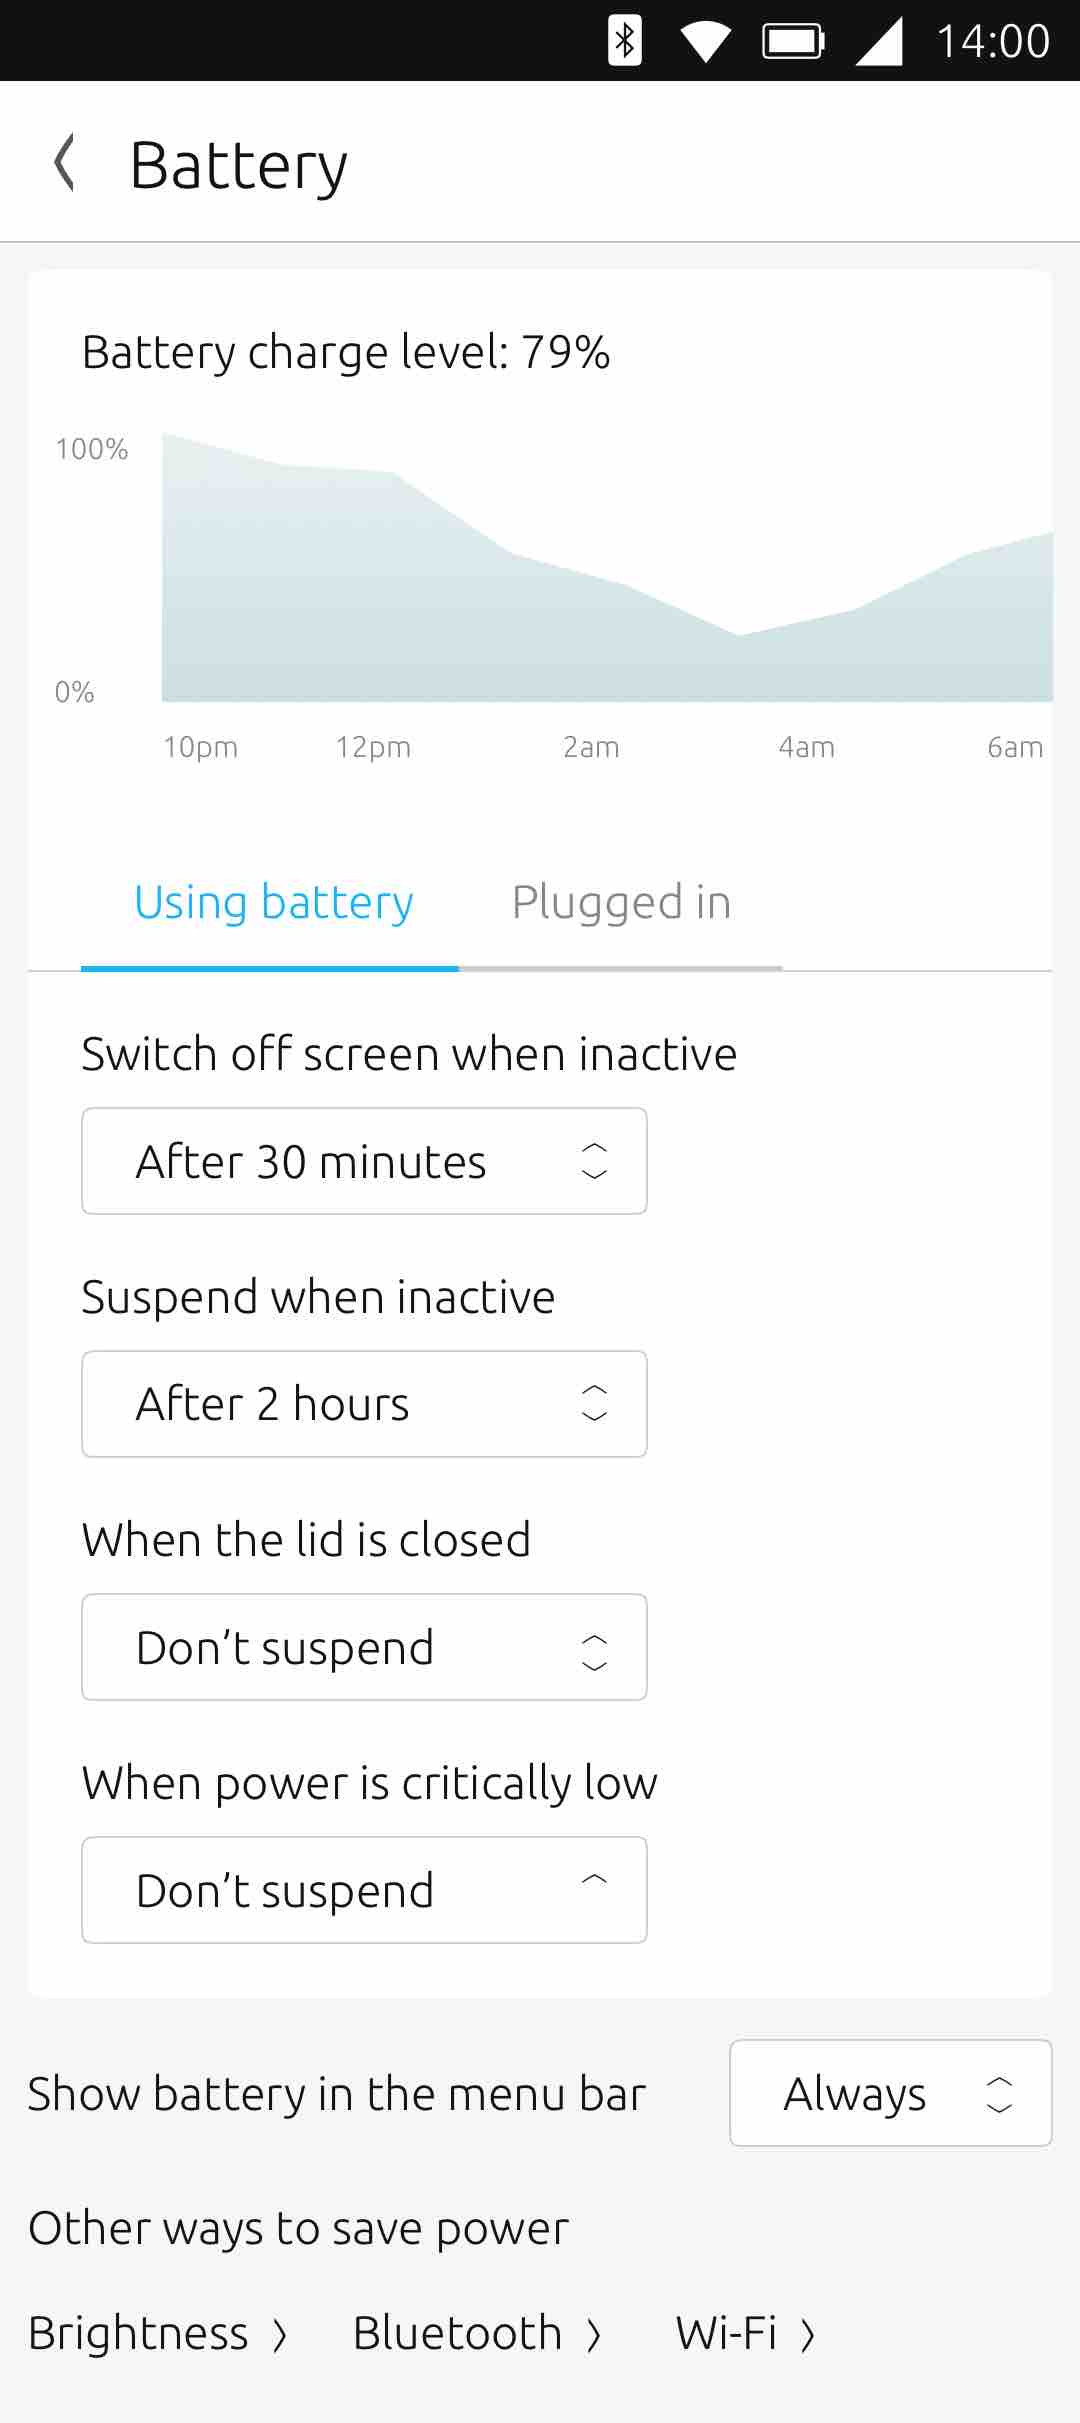 14:00
Battery
Battery charge level: 79%
100%
0%
10pm 12pm 2am 4am 6am
Using battery Plugged in
Switch off screen when inactive
After 30 minutes
Suspend when inactive
After 2 hours
When the lid is closed
Don’t suspend
When power is critically low
Don’t suspend
Show battery in the menu bar Always
Other ways to save power
Brightness Bluetooth Wi-Fi